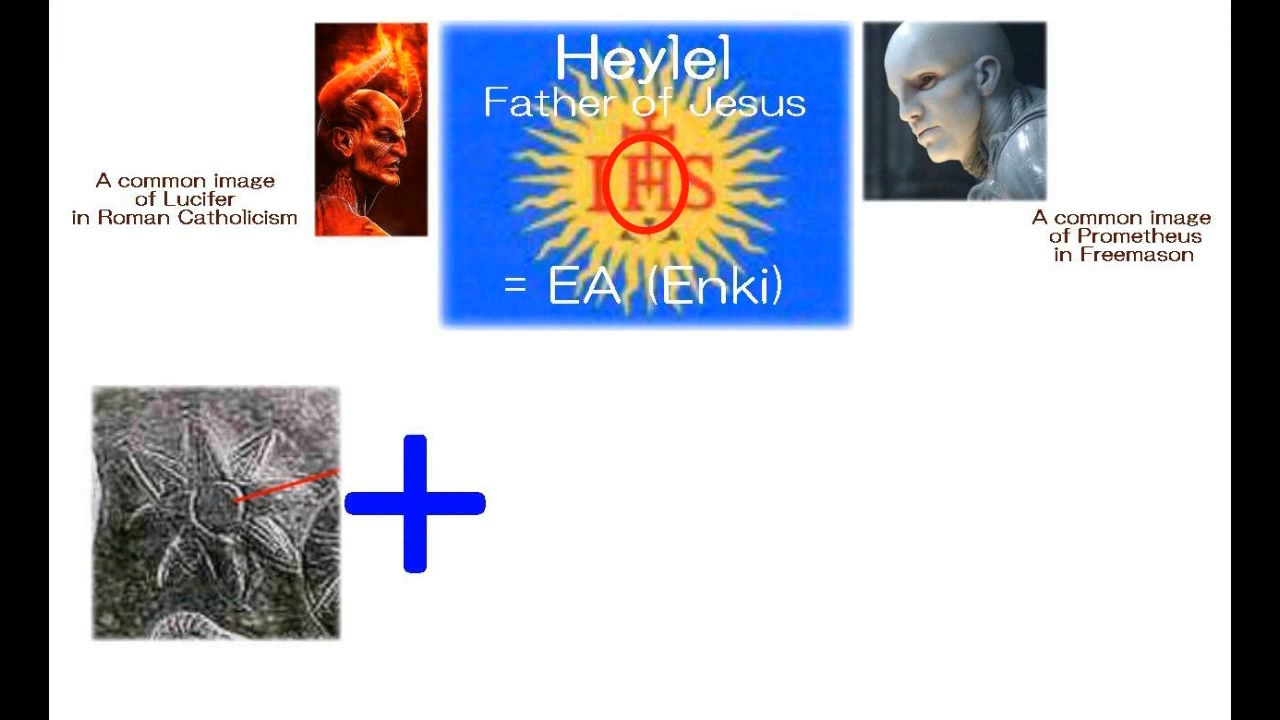 Heylel
Father of Jesus
IHS
= EA (Enki)
A common image
of Lucifer
in Roman Catholicism
A common image
of Prometheus
in Freemason